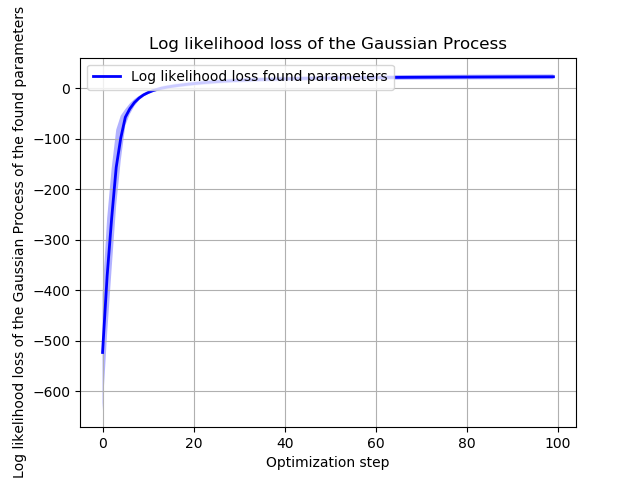 Log likelihood loss of the Gaussian Process
Log likelihood loss found parameters
Log likelihood loss of the Gaussian Process of the found parameters
0
−100
−200
−300
−400
−500
−600
0 20 40 60 80 100
Optimization step